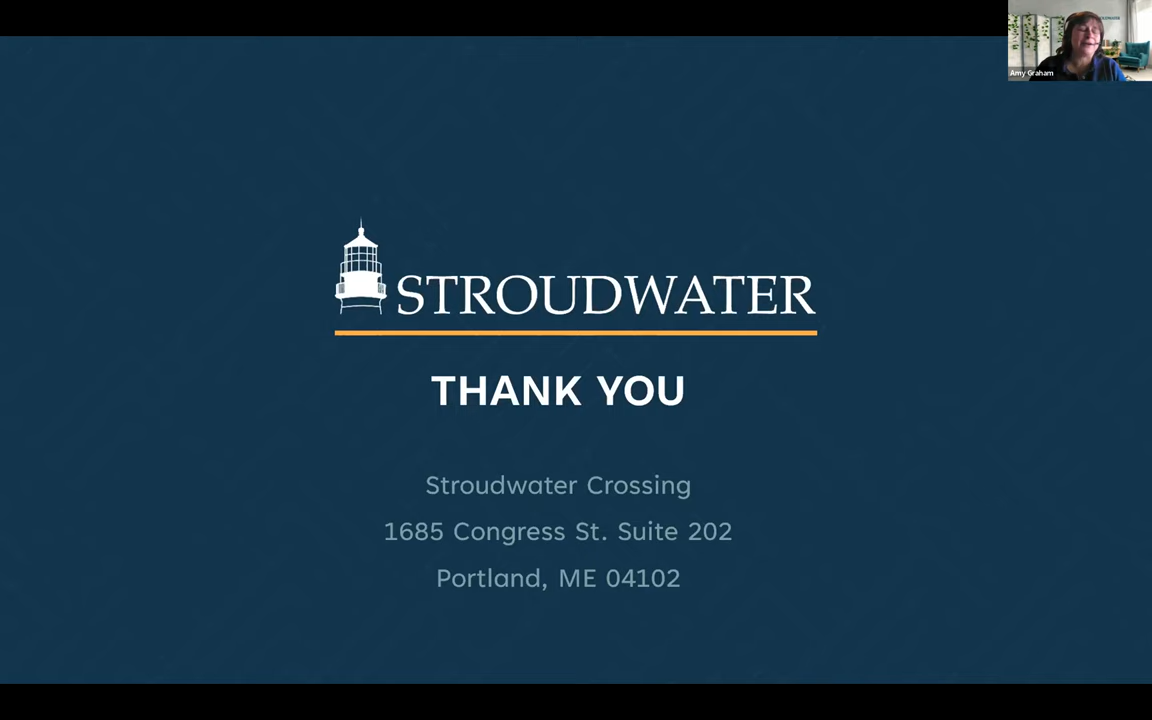 Amy Graham
STROUDWATER
THANK YOU
Stroudwater Crossing
1685 Congress St. Suite 202
Portland, ME 04102